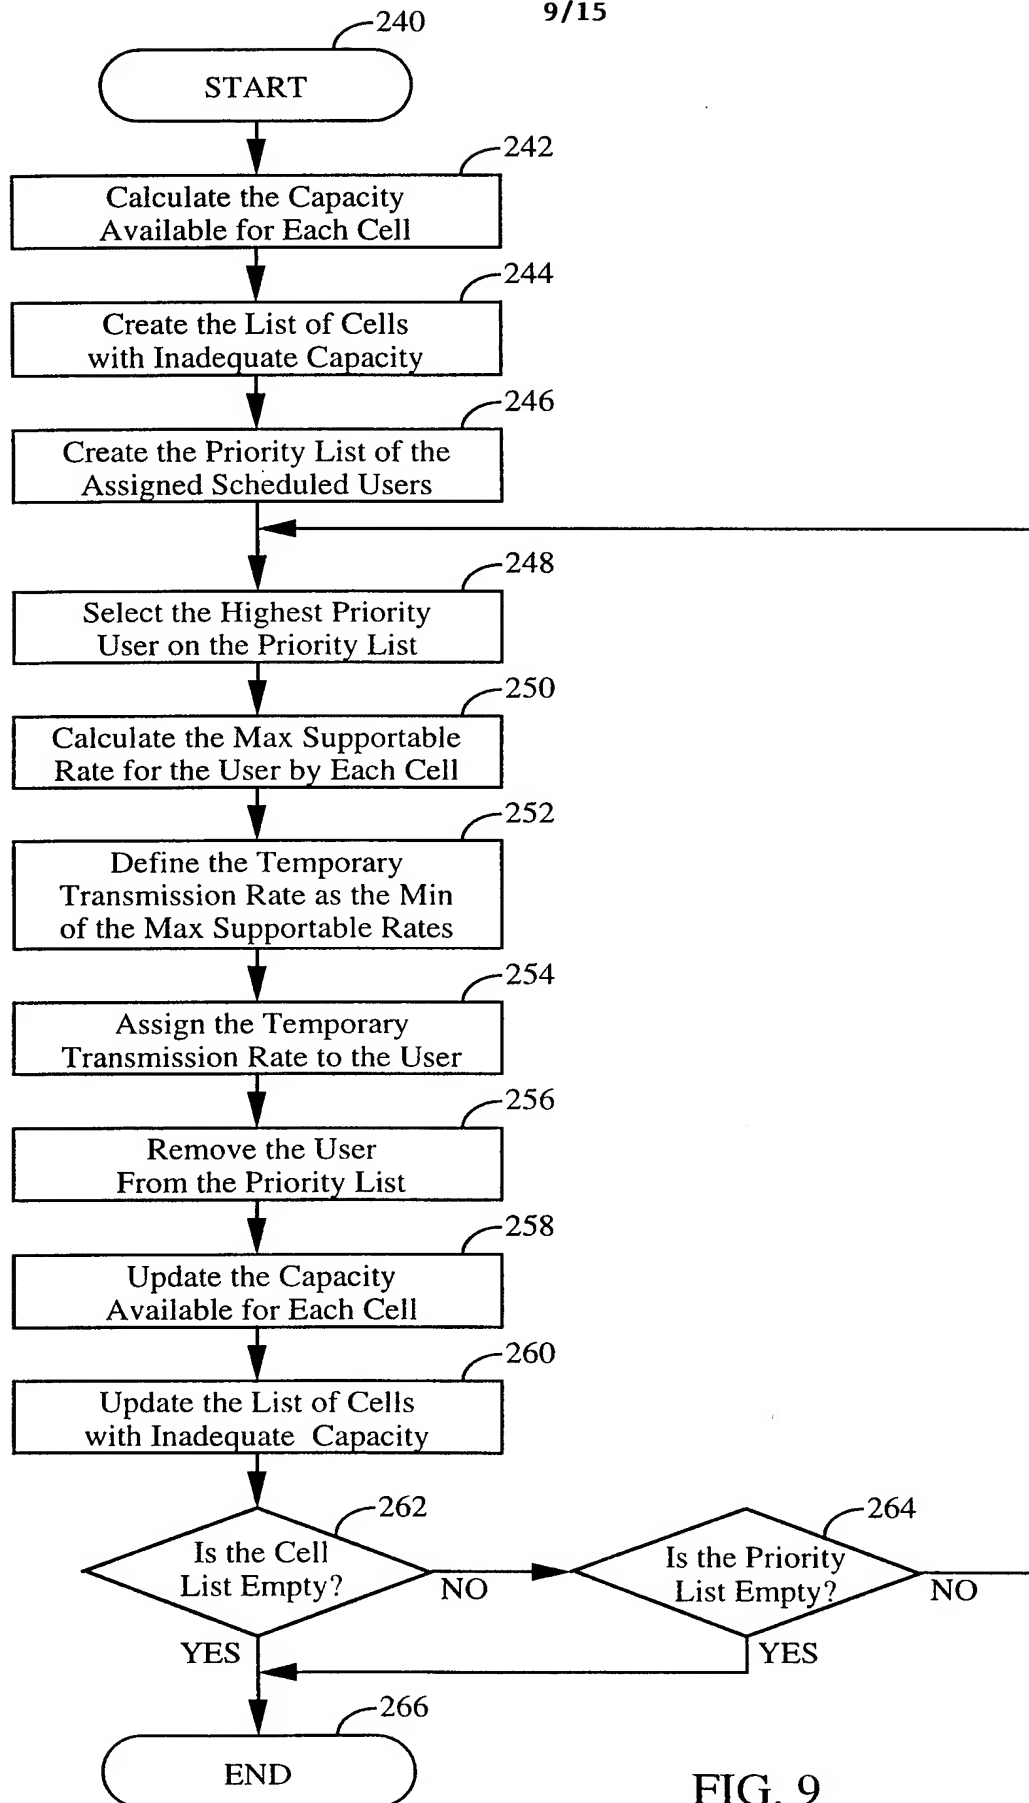 9/15
240
START
242
Calculate the Capacity
Available for Each Cell
244
Create the List of Cells
with Inadequate Capacity
246
Create the Priority List of the
Assigned Scheduled Users
248
Select the Highest Priority
User on the Priority List
250
Calculate the Max Supportable
Rate for the User by Each Cell
252
Define the Temporary
Transmission Rate as the Min
of the Max Supportable Rates
254
Assign the Temporary
Transmission Rate to the User
256
Remove the User
From the Priority List
258
Update the Capacity
Available for Each Cell
260
Update the List of Cells
with Inadequate Capacity
262
Is the Cell
List Empty?
NO
YES
264
Is the Priority
List Empty?
NO
YES
266
END
FIG. 9